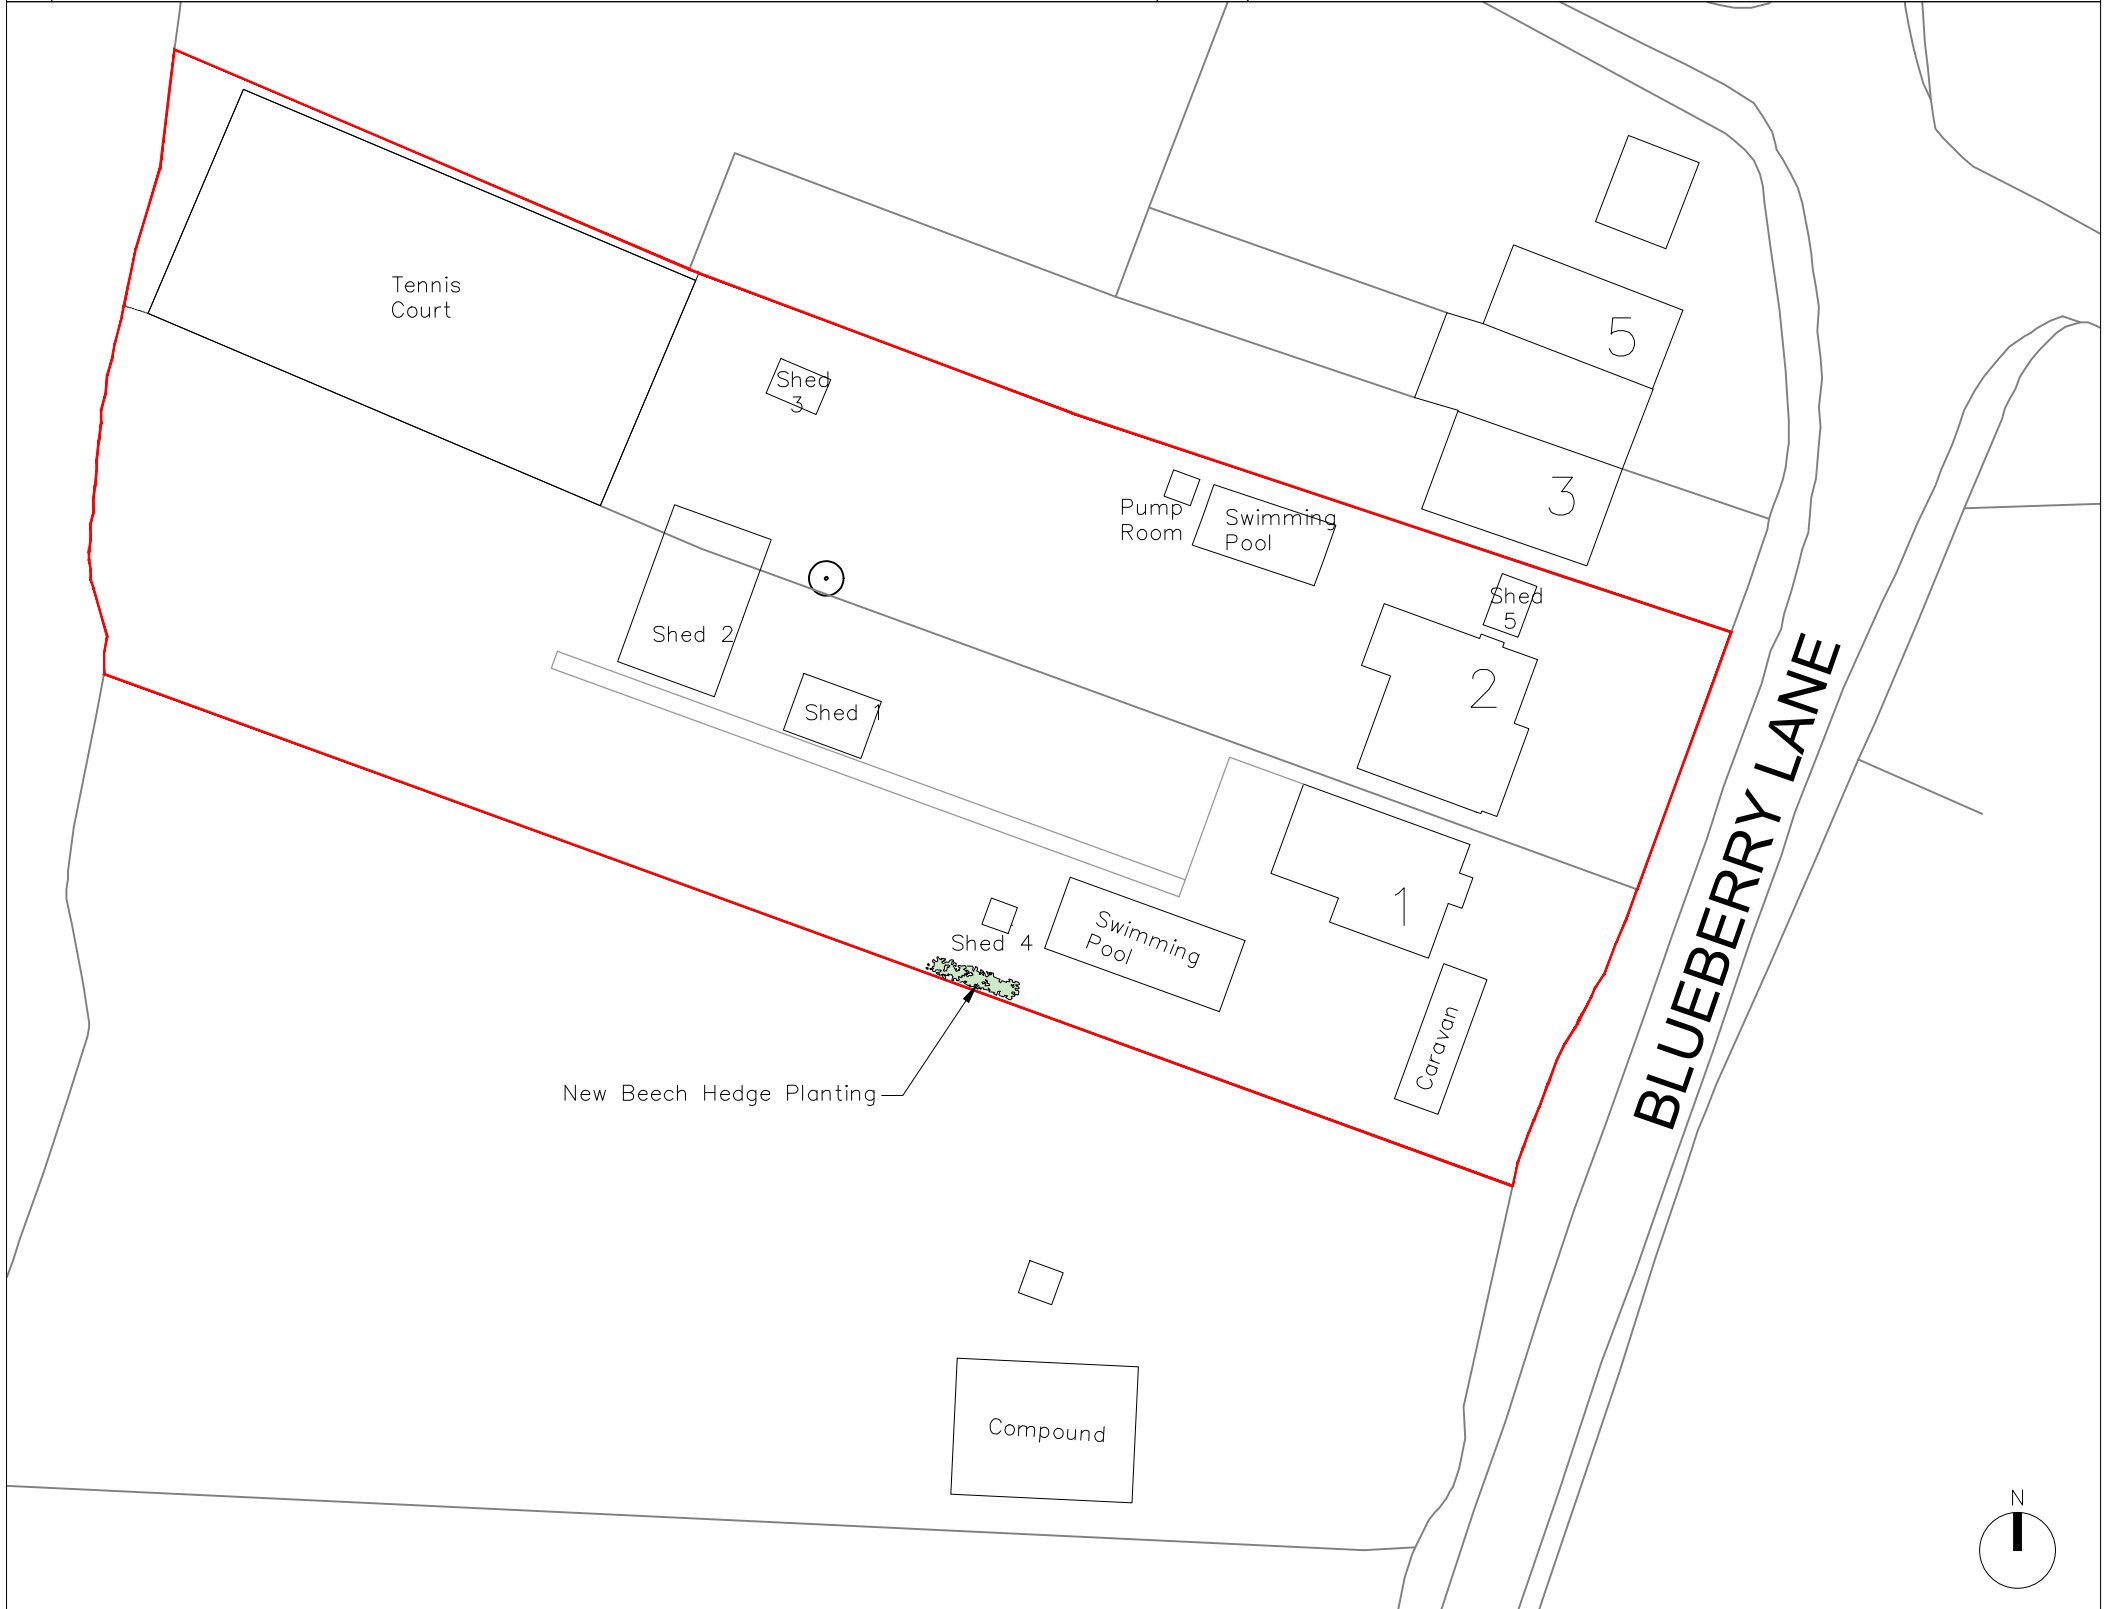 Tennis
Court
5
Shed
3
3
Pump
Room
Swimming
Pool
Shed
5
Shed 2
2
Shed 1
BLUEBERRY LANE
1
Shed 4
Swimming
Pool
Caravan
New Beech Hedge Planting
Compound
N